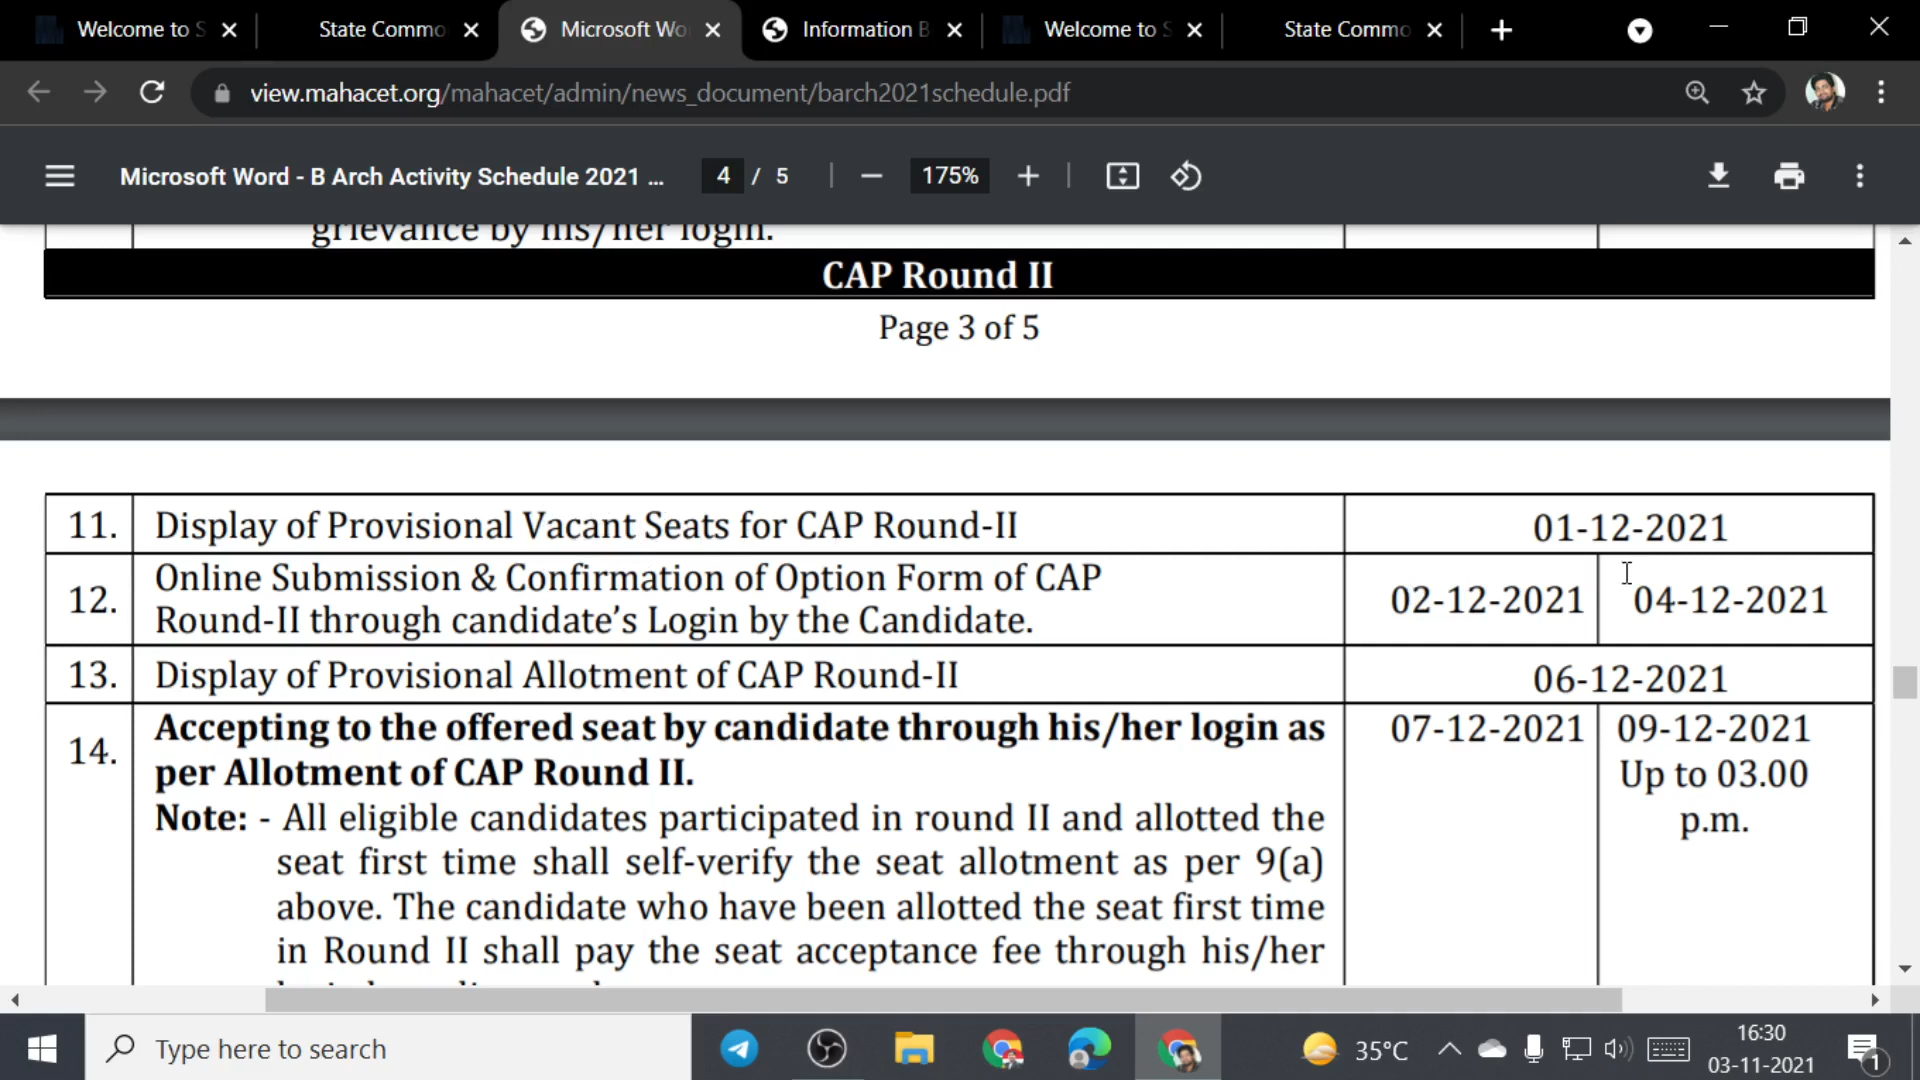 Welcome to S
State Commo
Microsoft Wo
Information B
Welcome to S
State Commo
view.mahacet.org/mahacet/admin/news_document/barch2021schedule.pdf
Microsoft Word - B Arch Activity Schedule 2021 ...
4 / 5
175%
grievance by his/her login.
CAP Round II
Page 3 of 5
11. Display of Provisional Vacant Seats for CAP Round-II 01-12-2021
12. Online Submission & Confirmation of Option Form of CAP
Round-II through candidate's Login by the Candidate. 02-12-2021 04-12-2021
13. Display of Provisional Allotment of CAP Round-II 06-12-2021
14. Accepting to the offered seat by candidate through his/her login as 07-12-2021 09-12-2021
per Allotment of CAP Round II. Up to 03.00
Note: - All eligible candidates participated in round II and allotted the p.m.
seat first time shall self-verify the seat allotment as per 9(a)
above. The candidate who have been allotted the seat first time
in Round II shall pay the seat acceptance fee through his/her
Type here to search
35°C
16:30
03-11-2021
1